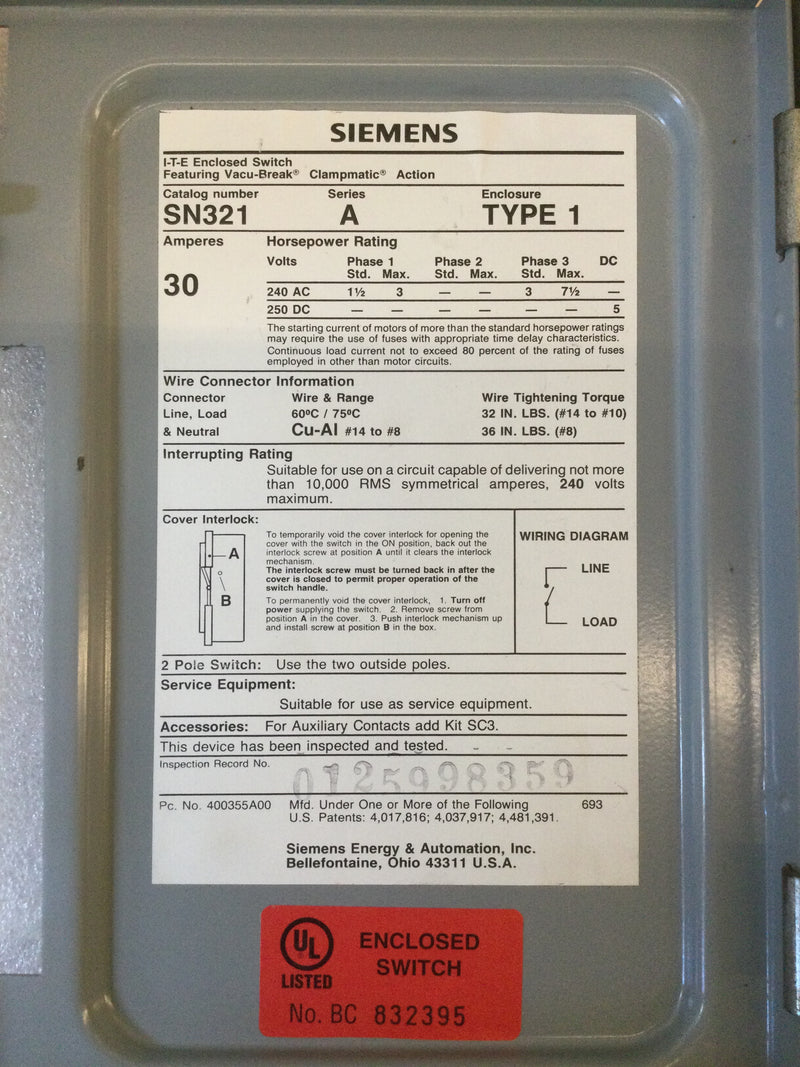 SIEMENS
I-T-E Enclosed Switch
Featuring Vacu-Break® Clampmatic® Action
Catalog number Series Enclosure
SN321 A TYPE 1
Amperes Horsepower Rating
Volts Phase 1 Phase 2 Phase 3 DC
Std. Max. Std. Max. Std. Max.
30
240 AC 1½ 3 — — 3 7½ —
250 DC — — — — — — 5
The starting current of motors of more than the standard horsepower ratings
may require the use of fuses with appropriate time delay characteristics.
Continuous load current not to exceed 80 percent of the rating of fuses
employed in other than motor circuits.
Wire Connector Information
Connector Wire & Range Wire Tightening Torque
Line, Load 60ºC / 75ºC 32 IN. LBS. (#14 to #10)
& Neutral Cu-Al #14 to #8 36 IN. LBS. (#8)
Interrupting Rating
Suitable for use on a circuit capable of delivering not more
than 10,000 RMS symmetrical amperes, 240 volts
maximum.
Cover Interlock:
A
B
To temporarily void the cover interlock for opening the
cover with the switch in the ON position, back out the
interlock screw at position A until it clears the interlock
mechanism.
The interlock screw must be turned back in after the
cover is closed to permit proper operation of the
switch handle.
To permanently void the cover interlock, 1. Turn off
power supplying the switch. 2. Remove screw from
position A in the cover. 3. Push interlock mechanism up
and install screw at position B in the box.
WIRING DIAGRAM
LINE
LOAD
2 Pole Switch: Use the two outside poles.
Service Equipment:
Suitable for use as service equipment.
Accessories: For Auxiliary Contacts add Kit SC3.
This device has been inspected and tested.
Inspection Record No. 0125998359
Pc. No. 400355A00 Mfd. Under One or More of the Following 693
U.S. Patents: 4,017,816; 4,037,917; 4,481,391.
Siemens Energy & Automation, Inc.
Bellefontaine, Ohio 43311 U.S.A.
UL
LISTED
ENCLOSED
SWITCH
No. BC 832395